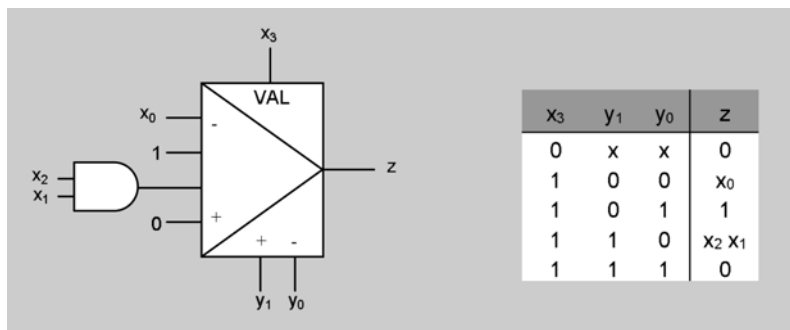 x3
VAL
x0
-
1
x2
x1
z
0
+
+ -
y1 y0
x3 y1 y0 z
0 x x 0
1 0 0 x0
1 0 1 1
1 1 0 x2 x1
1 1 1 0